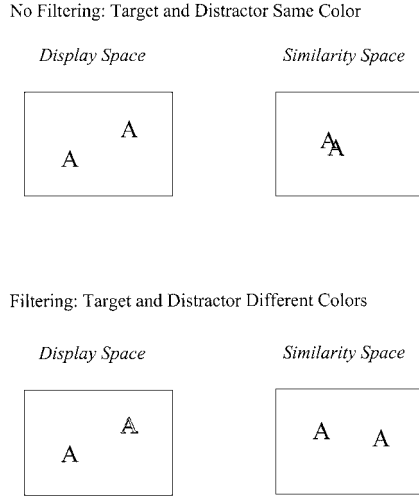 No Filtering: Target and Distractor Same Color
Display Space Similarity Space
A
A
A
A
Filtering: Target and Distractor Different Colors
Display Space Similarity Space
A
A
A
A